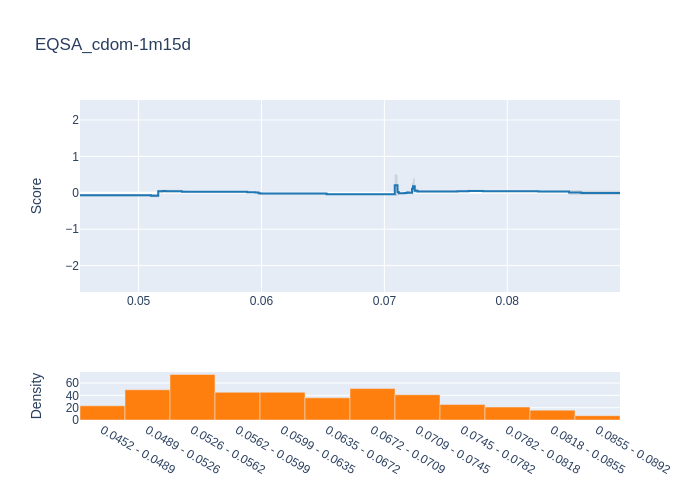 EQSA_cdom-1m15d
Score
2
1
0
−1
−2
0.05
0.06
0.07
0.08
Density
60
40
20
0
0.0452 - 0.0489
0.0489 - 0.0526
0.0526 - 0.0562
0.0562 - 0.0599
0.0599 - 0.0635
0.0635 - 0.0672
0.0672 - 0.0709
0.0709 - 0.0745
0.0745 - 0.0782
0.0782 - 0.0818
0.0818 - 0.0855
0.0855 - 0.0892